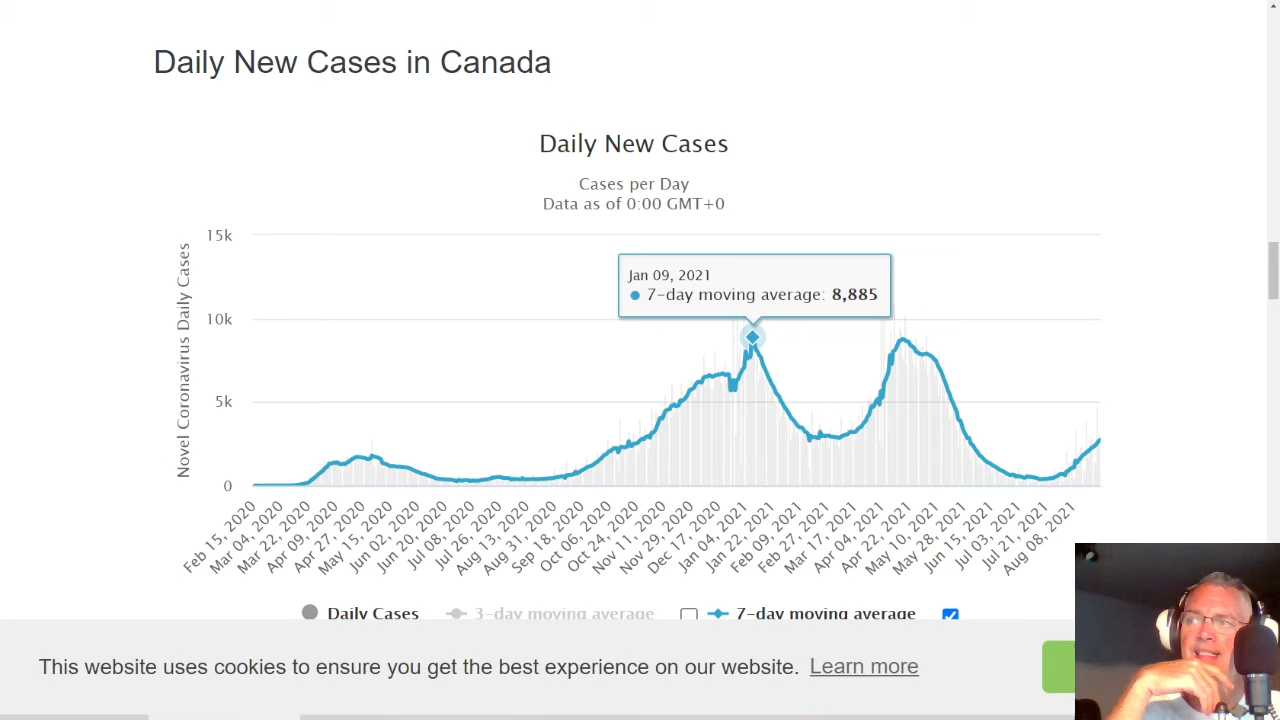 Daily New Cases in Canada
Daily New Cases
Cases per Day
Data as of 0:00 GMT+0
Novel Coronavirus Daily Cases
15k
10k
5k
0
Jan 09, 2021
7-day moving average: 8,885
Feb 15, 2020
Mar 04, 2020
Mar 22, 2020
Apr 09, 2020
Apr 27, 2020
May 15, 2020
Jun 02, 2020
Jun 20, 2020
Jul 08, 2020
Jul 26, 2020
Aug 13, 2020
Aug 31, 2020
Sep 18, 2020
Oct 06, 2020
Oct 24, 2020
Nov 11, 2020
Nov 29, 2020
Dec 17, 2020
Jan 04, 2021
Jan 22, 2021
Feb 09, 2021
Feb 27, 2021
Mar 17, 2021
Apr 04, 2021
Apr 22, 2021
May 10, 2021
May 28, 2021
Jun 15, 2021
Jul 03, 2021
Jul 21, 2021
Aug 08, 2021
Daily Cases 3-day moving average 7-day moving average
This website uses cookies to ensure you get the best experience on our website. Learn more